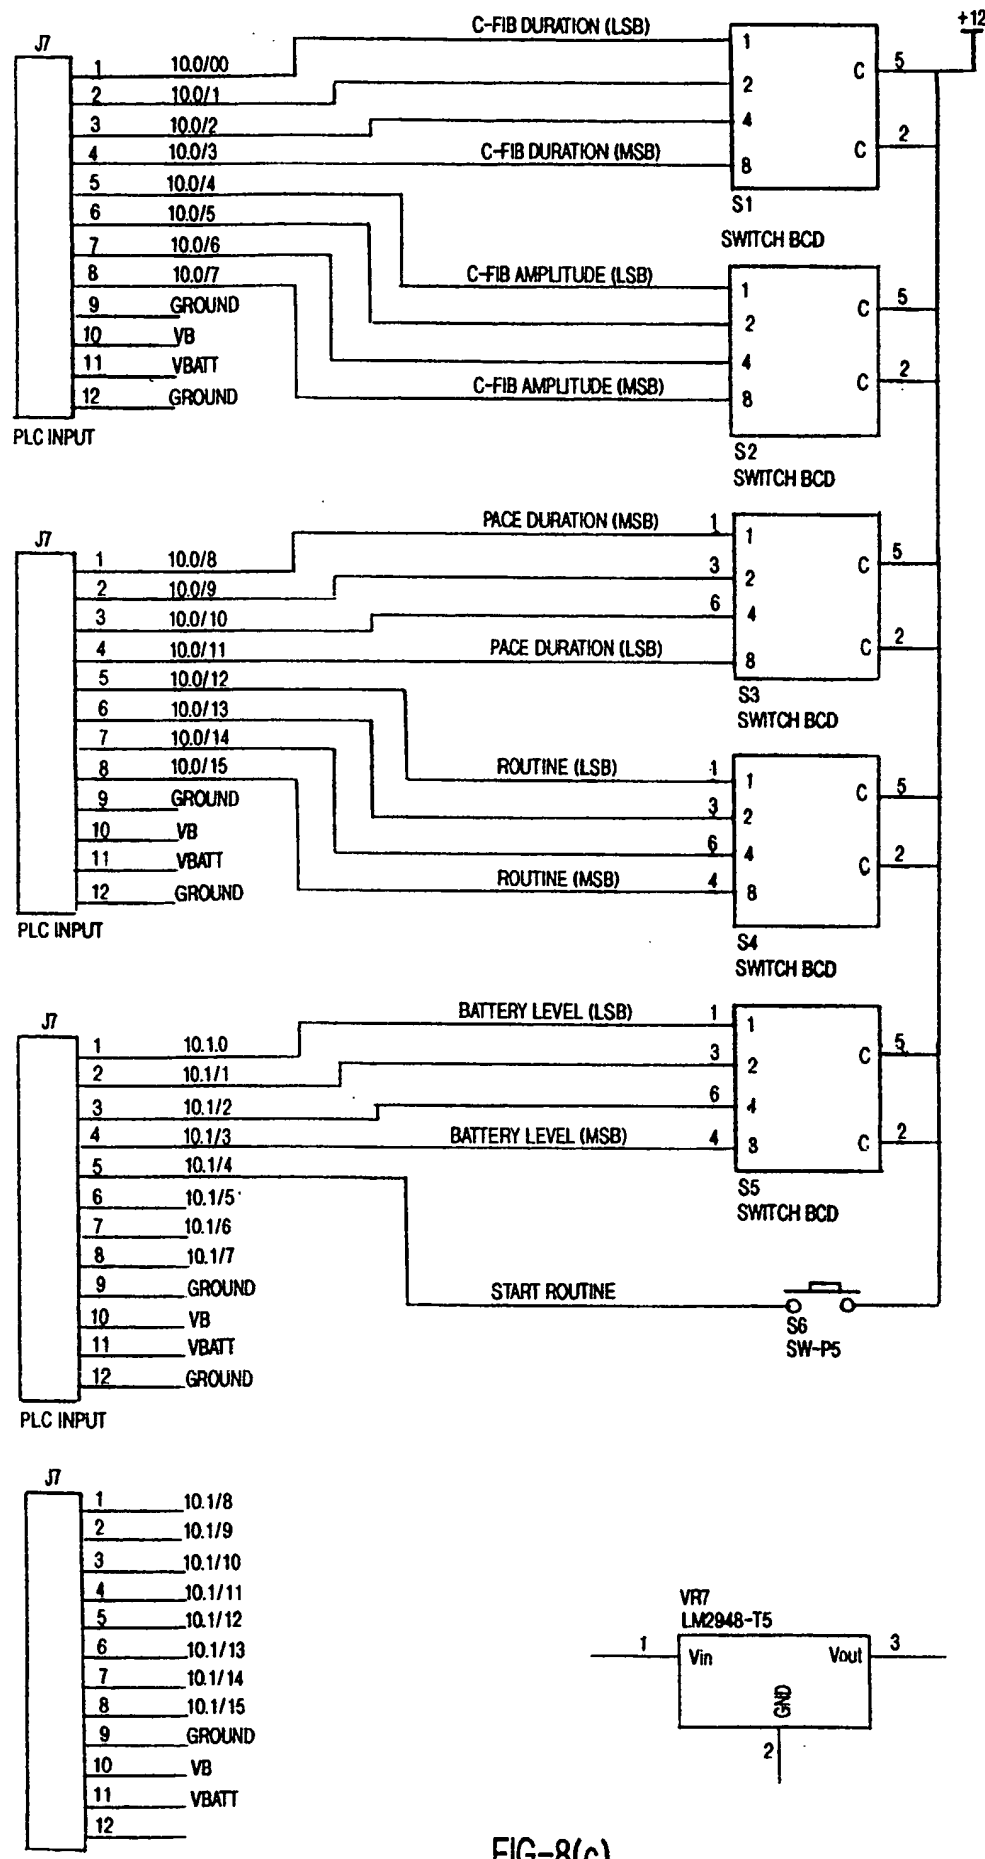 +12
C-FIB DURATION (LSB)
J7
1 10.0/00
2 10.0/1
3 10.0/2
4 10.0/3 C-FIB DURATION (MSB)
5 10.0/4
6 10.0/5
7 10.0/6
8 10.0/7
9 GROUND
10 VB
11 VBATT
12 GROUND
PLC INPUT
1 C 5
2
4 C 2
8
S1
SWITCH BCD
C-FIB AMPLITUDE (LSB)
C-FIB AMPLITUDE (MSB)
1 C 5
2
4 C 2
8
S2
SWITCH BCD
J7
1 10.0/8
2 10.0/9
3 10.0/10
4 10.0/11
5 10.0/12
6 10.0/13
7 10.0/14
8 10.0/15
9 GROUND
10 VB
11 VBATT
12 GROUND
PLC INPUT
PACE DURATION (MSB) 1 1
3 2 C 5
6 4
PACE DURATION (LSB) 8 C 2
S3
SWITCH BCD
ROUTINE (LSB) 1 1 C 5
3 2
6 4 C 2
ROUTINE (MSB) 4 8
S4
SWITCH BCD
J7
1 10.1.0
2 10.1/1
3 10.1/2
4 10.1/3
5 10.1/4
6 10.1/5
7 10.1/6
8 10.1/7
9 GROUND
10 VB
11 VBATT
12 GROUND
PLC INPUT
BATTERY LEVEL (LSB) 1 1
3 2 C 5
6 4
BATTERY LEVEL (MSB) 4 8 C 2
S5
SWITCH BCD
START ROUTINE
S6
SW-P5
J7
1 10.1/8
2 10.1/9
3 10.1/10
4 10.1/11
5 10.1/12
6 10.1/13
7 10.1/14
8 10.1/15
9 GROUND
10 VB
11 VBATT
12
VR7
LM2948-T5
1 Vin Vout 3
GND
2
FIG-8(c)